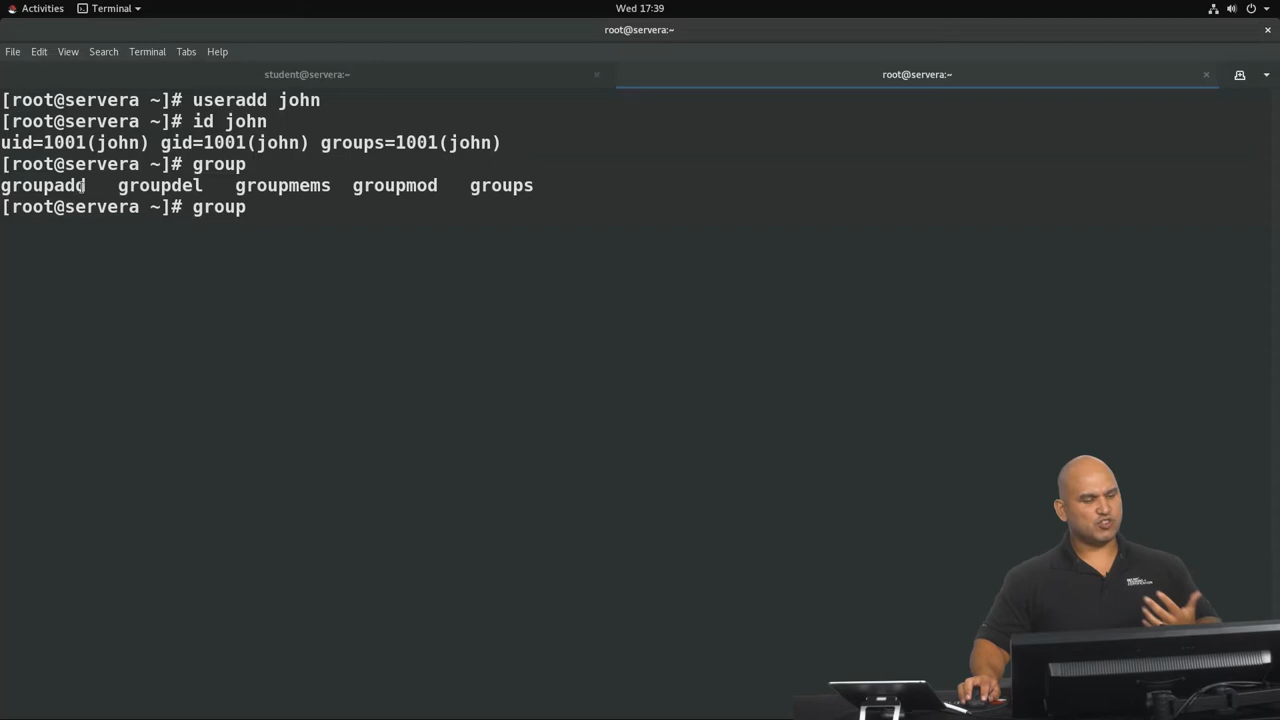 Activities Terminal Wed 17:39
root@servera:~
File Edit View Search Terminal Tabs Help
student@servera:~ root@servera:~
[root@servera ~]# useradd john
[root@servera ~]# id john
uid=1001(john) gid=1001(john) groups=1001(john)
[root@servera ~]# group
groupadd groupdel groupmems groupmod groups
[root@servera ~]# group